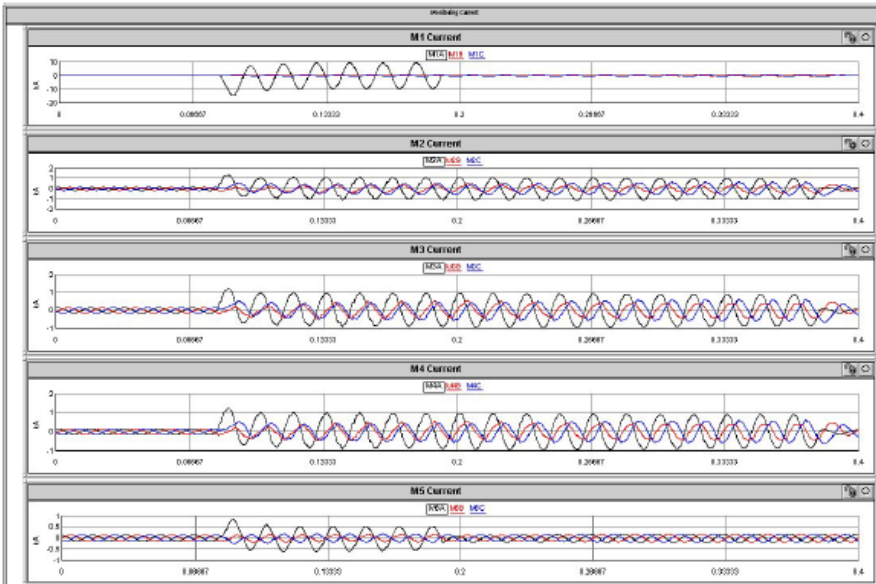 Monitoring Current
M1 Current
M1A M1B M1C
10
0
-10
-20
kA
0 0.06667 0.13333 0.2 0.26667 0.33333 0.4
M2 Current
M2A M2B M2C
2
1
0
-1
-2
kA
0 0.06667 0.13333 0.2 0.26667 0.33333 0.4
M3 Current
M3A M3B M3C
2
1
0
-1
kA
0 0.06667 0.13333 0.2 0.26667 0.33333 0.4
M4 Current
M4A M4B M4C
2
1
0
-1
kA
0 0.06667 0.13333 0.2 0.26667 0.33333 0.4
M5 Current
M5A M5B M5C
1
0.5
0
-0.5
-1
kA
0 0.06667 0.13333 0.2 0.26667 0.33333 0.4